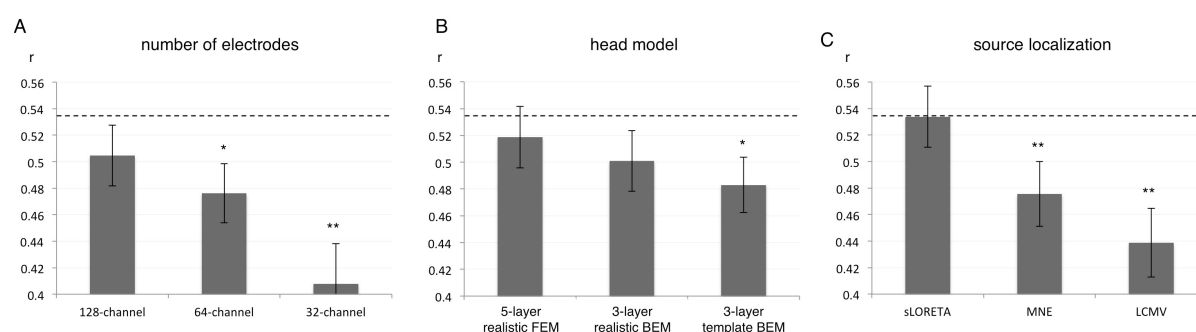 A
number of electrodes
r
0.56
0.54
0.52
0.5
0.48
0.46
0.44
0.42
0.4
*
**
128-channel
64-channel
32-channel
B
head model
r
0.56
0.54
0.52
0.5
0.48
0.46
0.44
0.42
0.4
*
5-layer
realistic FEM
3-layer
realistic BEM
3-layer
template BEM
C
source localization
r
0.56
0.54
0.52
0.5
0.48
0.46
0.44
0.42
0.4
**
**
sLORETA
MNE
LCMV